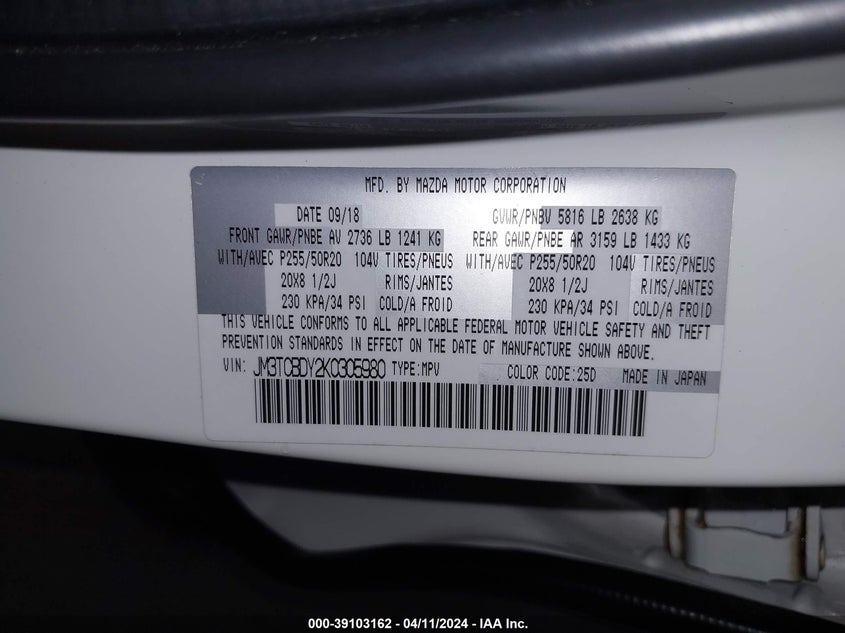 MFD. BY MAZDA MOTOR CORPORATION
DATE 09/18 GVWR/PNBV 5816 LB 2638 KG
FRONT GAWR/PNBE AV 2736 LB 1241 KG REAR GAWR/PNBE AR 3159 LB 1433 KG
WITH/AVEC P255/50R20 104V TIRES/PNEUS WITH/AVEC P255/50R20 104V TIRES/PNEUS
20X8 1/2J RIMS/JANTES 20X8 1/2J RIMS/JANTES
230 KPA/34 PSI COLD/A FROID 230 KPA/34 PSI COLD/A FROID
THIS VEHICLE CONFORMS TO ALL APPLICABLE FEDERAL MOTOR VEHICLE SAFETY AND THEFT
PREVENTION STANDARDS IN EFFECT ON THE DATE OF MANUFACTURE SHOWN ABOVE.
VIN: JM3TCBDY2K0305980 TYPE:MPV COLOR CODE:25D MADE IN JAPAN
000-39103162 - 04/11/2024 - IAA Inc.